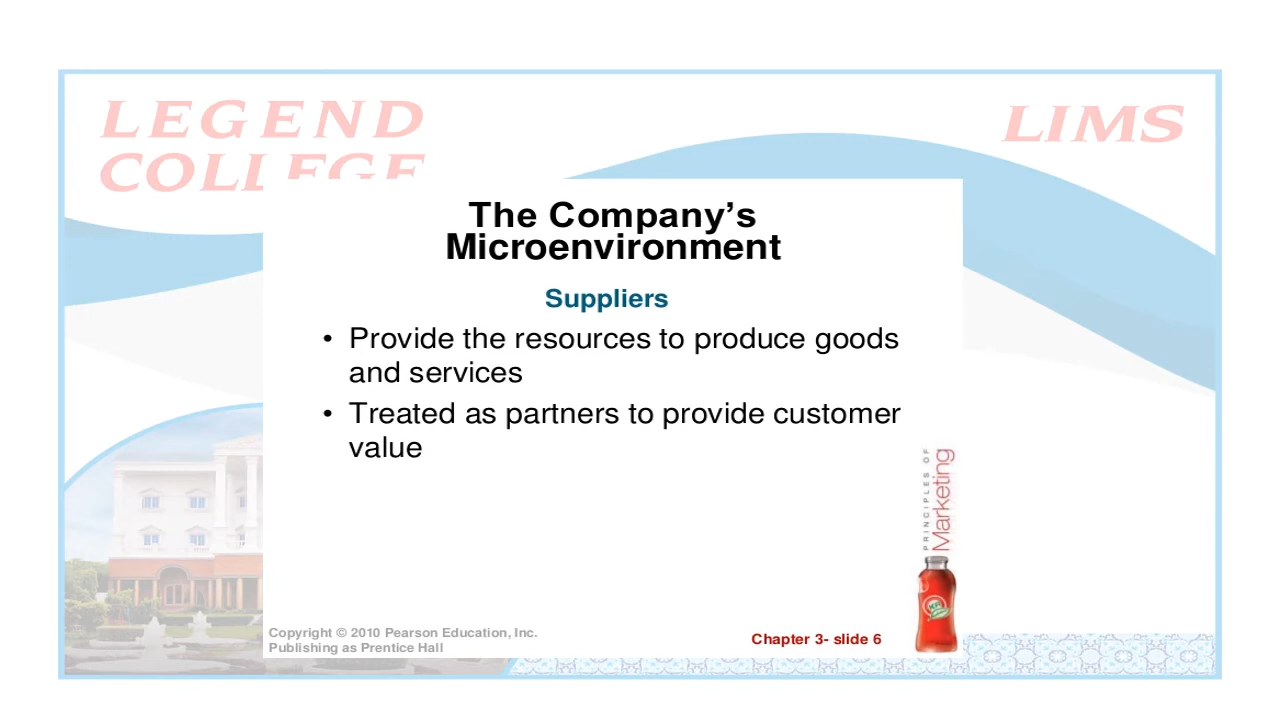 LEGEND
COLLEGE
LIMS
The Company’s
Microenvironment
Suppliers
• Provide the resources to produce goods
and services
• Treated as partners to provide customer
value
PRINCIPLES OF
Marketing
Copyright © 2010 Pearson Education, Inc.
Publishing as Prentice Hall
Chapter 3- slide 6